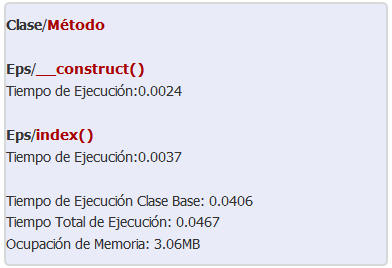 Clase/Método
Eps/__construct()
Tiempo de Ejecución:0.0024
Eps/index()
Tiempo de Ejecución:0.0037
Tiempo de Ejecución Clase Base: 0.0406
Tiempo Total de Ejecución: 0.0467
Ocupación de Memoria: 3.06MB